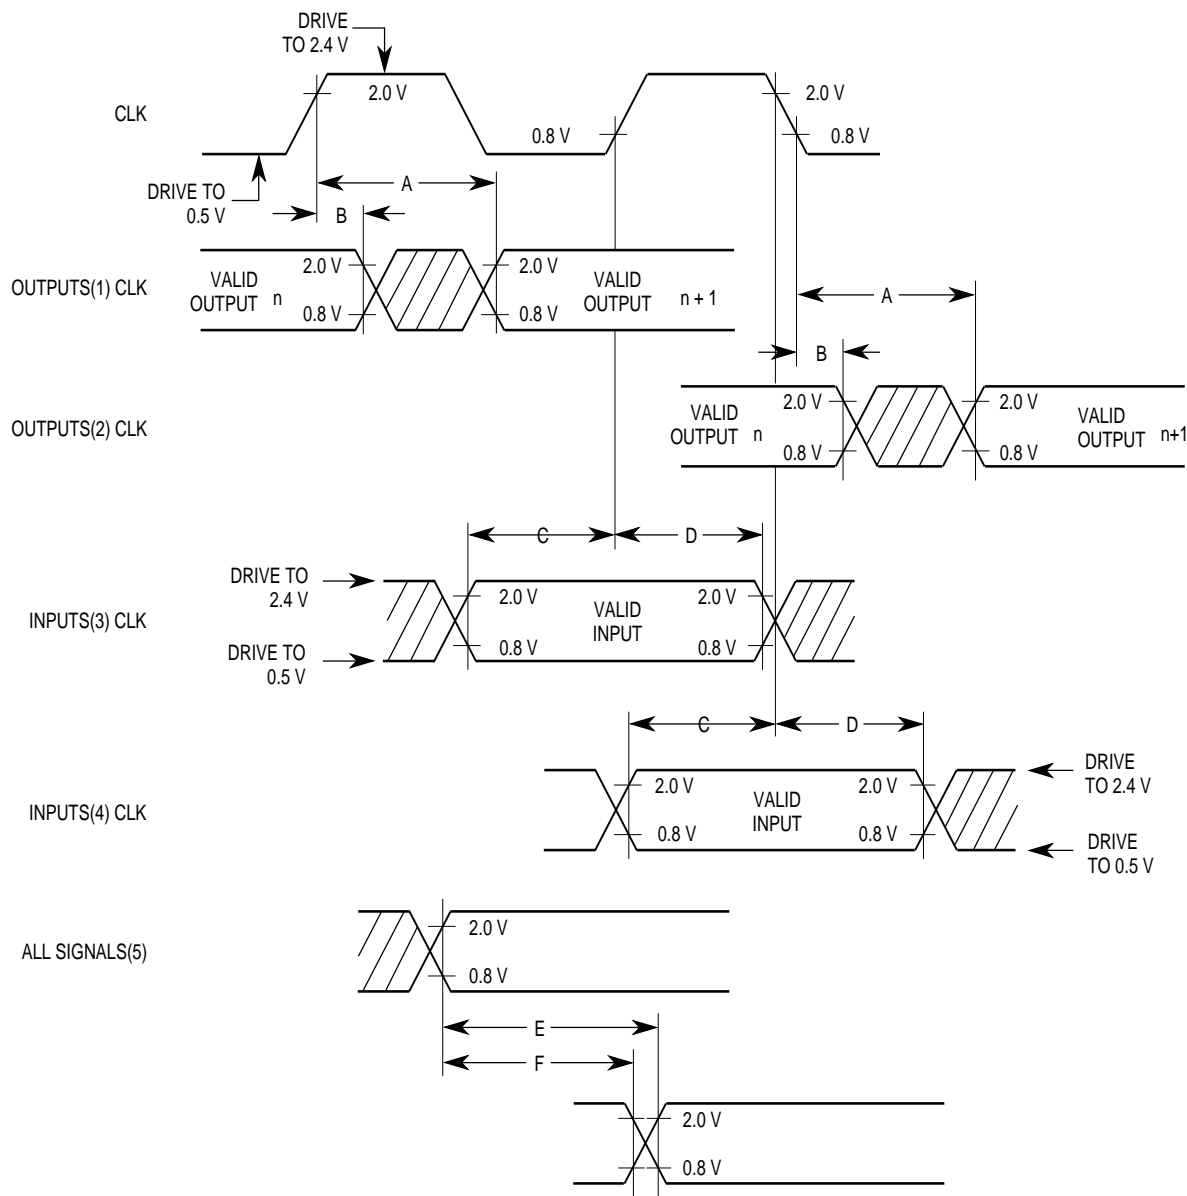 DRIVE
TO 2.4 V
2.0 V
2.0 V
CLK
0.8 V
0.8 V
DRIVE TO
0.5 V
A
B
OUTPUTS(1) CLK
VALID
OUTPUT n
2.0 V
0.8 V
2.0 V
0.8 V
VALID
OUTPUT n + 1
A
B
OUTPUTS(2) CLK
VALID
OUTPUT n
2.0 V
0.8 V
2.0 V
0.8 V
VALID
OUTPUT n+1
C
D
DRIVE TO
2.4 V
INPUTS(3) CLK
DRIVE TO
0.5 V
2.0 V
0.8 V
VALID
INPUT
2.0 V
0.8 V
C
D
INPUTS(4) CLK
2.0 V
0.8 V
VALID
INPUT
2.0 V
0.8 V
DRIVE
TO 2.4 V
DRIVE
TO 0.5 V
ALL SIGNALS(5)
2.0 V
0.8 V
E
F
2.0 V
0.8 V